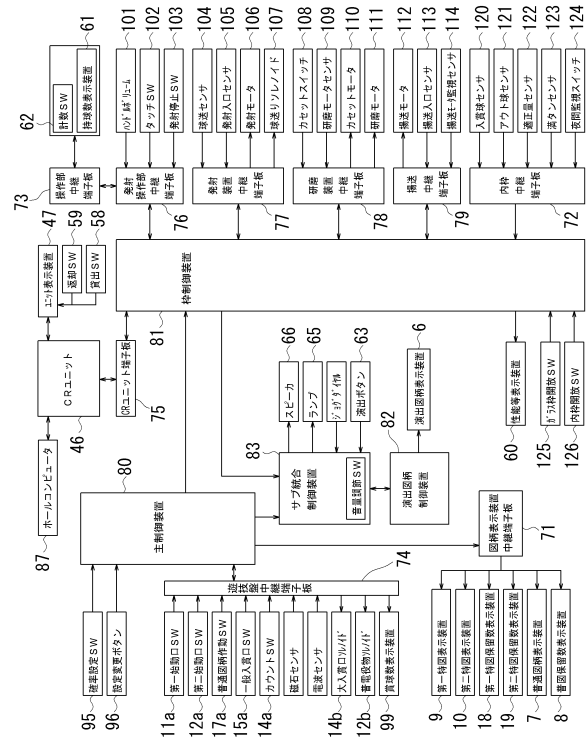 87
ホールコンピュータ
46
CRユニット
47
ユニット表示装置
59
返却SW
58
貸出SW
75
CRユニット端子板
73
操作部
中継
端子板
62
計数SW
持球数表示装置
61
76
発射
操作部
中継
端子板
ハンドルボリューム
101
タッチSW
102
発射停止SW
103
77
発射
装置
中継
端子板
球送センサ
104
発射入口センサ
105
発射モータ
106
球送りソレノイド
107
78
研磨
装置
中継
端子板
カセットスイッチ
108
研磨モータセンサ
109
カセットモータ
110
研磨モータ
111
79
揚送
中継
端子板
揚送モータ
112
揚送入口センサ
113
揚送モータ監視センサ
114
72
内枠
中継
端子板
入賞球センサ
120
アウト球センサ
121
適正量センサ
122
満タンセンサ
123
夜間監視スイッチ
124
81
枠制御装置
60
性能等表示装置
125
ガラス枠開放SW
126
内枠開放SW
80
主制御装置
95
確率設定SW
96
設定変更ボタン
83
サブ統合
制御装置
音量調節SW
スピーカ
66
ランプ
65
ジョグダイヤル
演出ボタン
63
82
演出図柄
制御装置
演出図柄表示装置
6
74
遊技盤中継端子板
11a
第一始動口SW
12a
第二始動口SW
17a
普通図柄作動SW
15a
一般入賞口SW
14a
カウントSW
磁石センサ
電波センサ
14b
大入賞口ソレノイド
12b
普電役物ソレノイド
99
賞球数表示装置
71
図柄表示装置
中継端子板
9
第一特図表示装置
10
第二特図表示装置
18
第一特図保留数表示装置
19
第二特図保留数表示装置
7
普通図柄表示装置
8
普図保留数表示装置